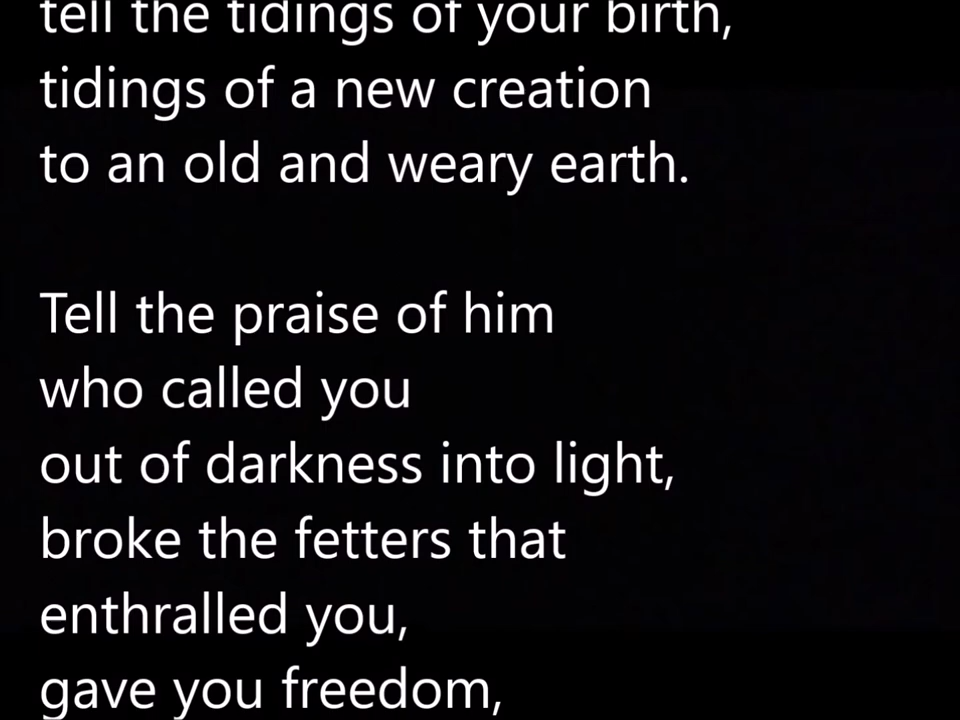 tell the tidings of your birth,
tidings of a new creation
to an old and weary earth.
Tell the praise of him
who called you
out of darkness into light,
broke the fetters that
enthralled you,
gave you freedom,